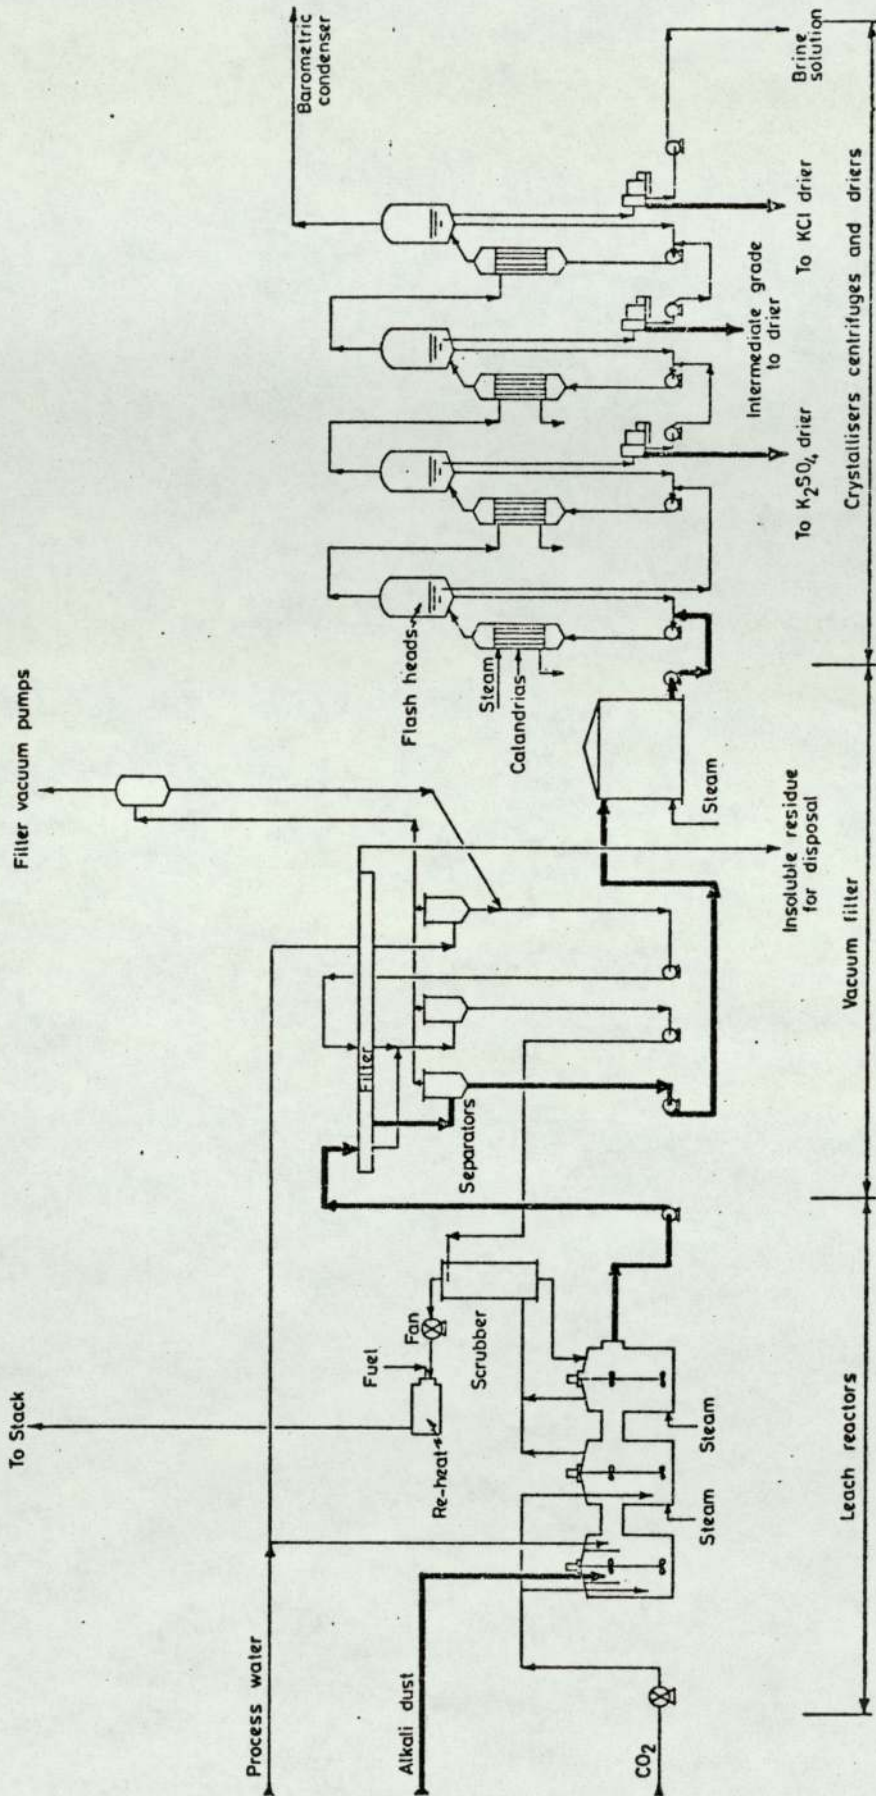 To Stack
Filter vacuum pumps
Barometric
condenser
Process water
Alkali dust
CO2
Fuel
Fan
Re-heat
Scrubber
Steam
Steam
Filter
Separators
Insoluble residue
for disposal
Steam
Flash heads
Steam
Calandrias
To K2SO4 drier
Intermediate grade
to drier
To KCl drier
Brine
solution
Leach reactors
Vacuum filter
Crystallisers centrifuges and driers